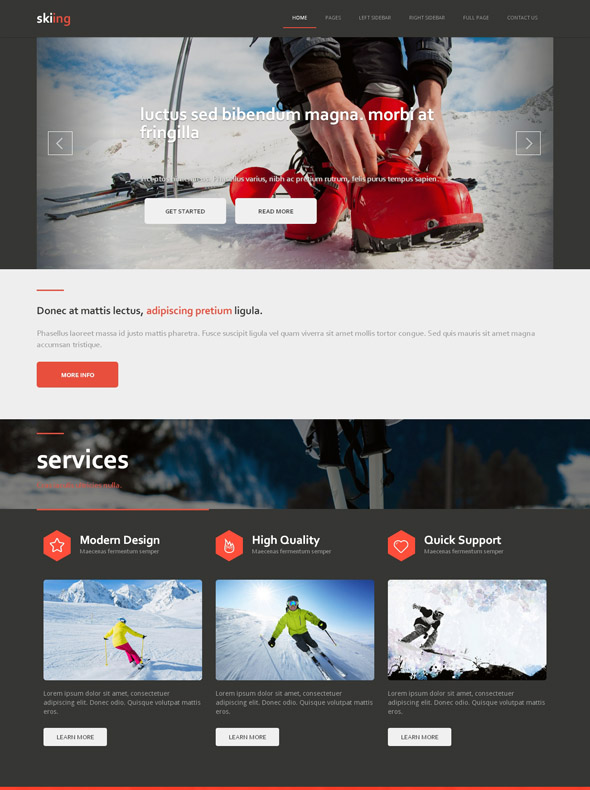 skiing
HOME PAGES LEFT SIDEBAR RIGHT SIDEBAR FULL PAGE CONTACT US
luctus sed bibendum magna. morbi at
fringilla
varius, nibh ac pretium rutrum, felis purus tempus sapien.
GET STARTED READ MORE
Donec at mattis lectus, adipiscing pretium ligula.
Phasellus laoreet massa id justo mattis pharetra. Fusce suscipit ligula vel quam viverra sit amet mollis tortor congue. Sed quis mauris sit amet magna
accumsan tristique.
MORE INFO
services
nulla.
Modern Design High Quality Quick Support
Maecenas fermentum semper Maecenas fermentum semper Maecenas fermentum semper
Lorem ipsum dolor sit amet, consectetuer
adipiscing elit. Donec odio. Quisque volutpat mattis
eros.
LEARN MORE
Lorem ipsum dolor sit amet, consectetuer
adipiscing elit. Donec odio. Quisque volutpat mattis
eros.
LEARN MORE
Lorem ipsum dolor sit amet, consectetuer
adipiscing elit. Donec odio. Quisque volutpat mattis
eros.
LEARN MORE